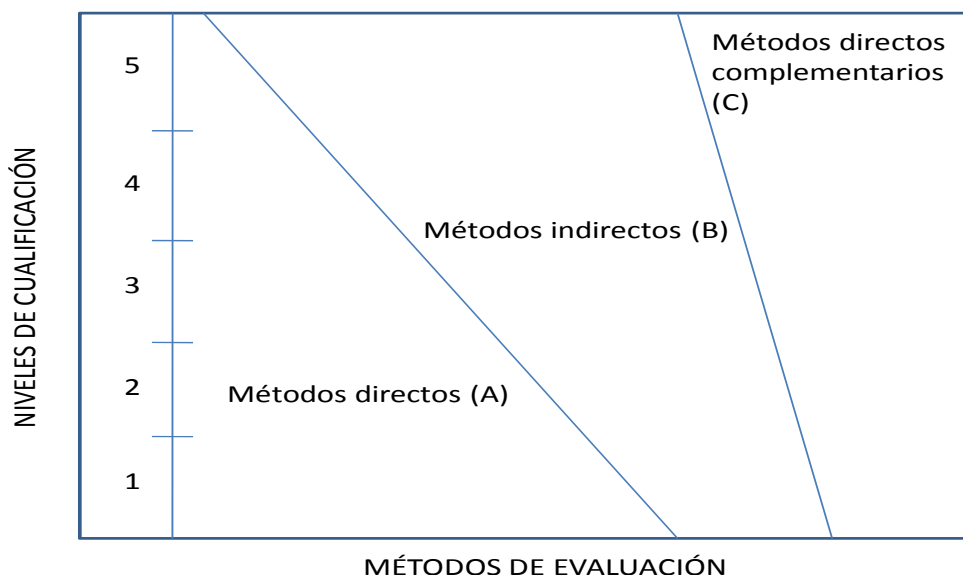 NIVELES DE CUALIFICACIÓN
5
4
3
2
1
Métodos directos
complementarios
(C)
Métodos indirectos (B)
Métodos directos (A)
MÉTODOS DE EVALUACIÓN